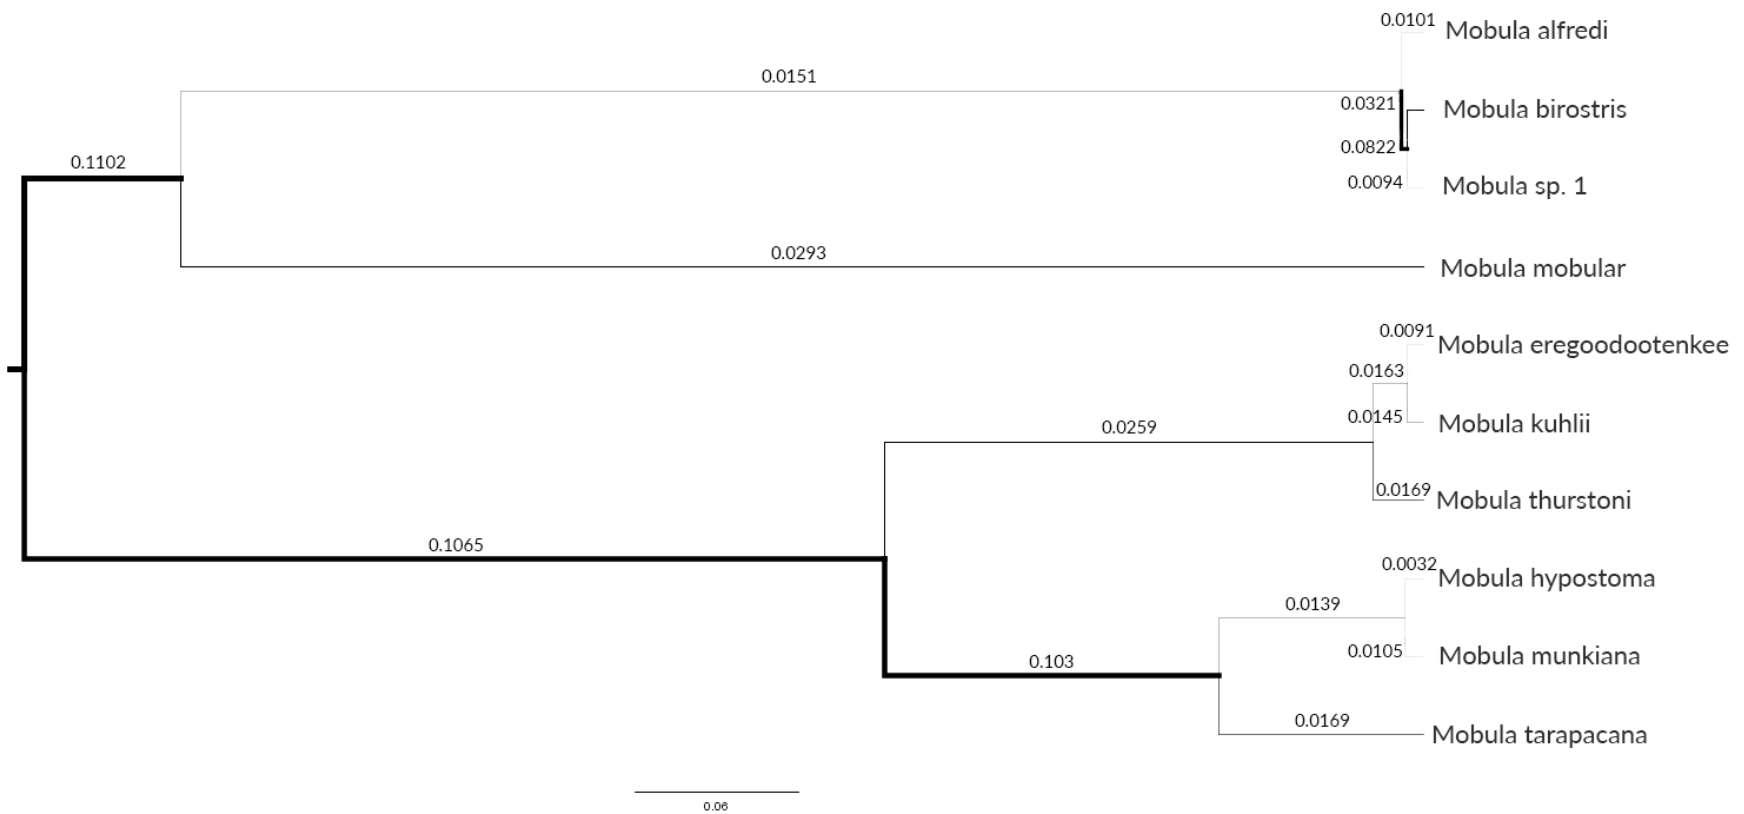 0.0101
Mobula alfredi
0.0151
0.0321
Mobula birostris
0.0822
0.1102
0.0094
Mobula sp. 1
0.0293
Mobula mobular
0.0091
Mobula eregoodootenkee
0.0163
0.0145
Mobula kuhlii
0.0259
0.0169
Mobula thurstoni
0.1065
0.0032
Mobula hypostoma
0.0139
0.0105
Mobula munkiana
0.103
0.0169
Mobula tarapacana
0.06